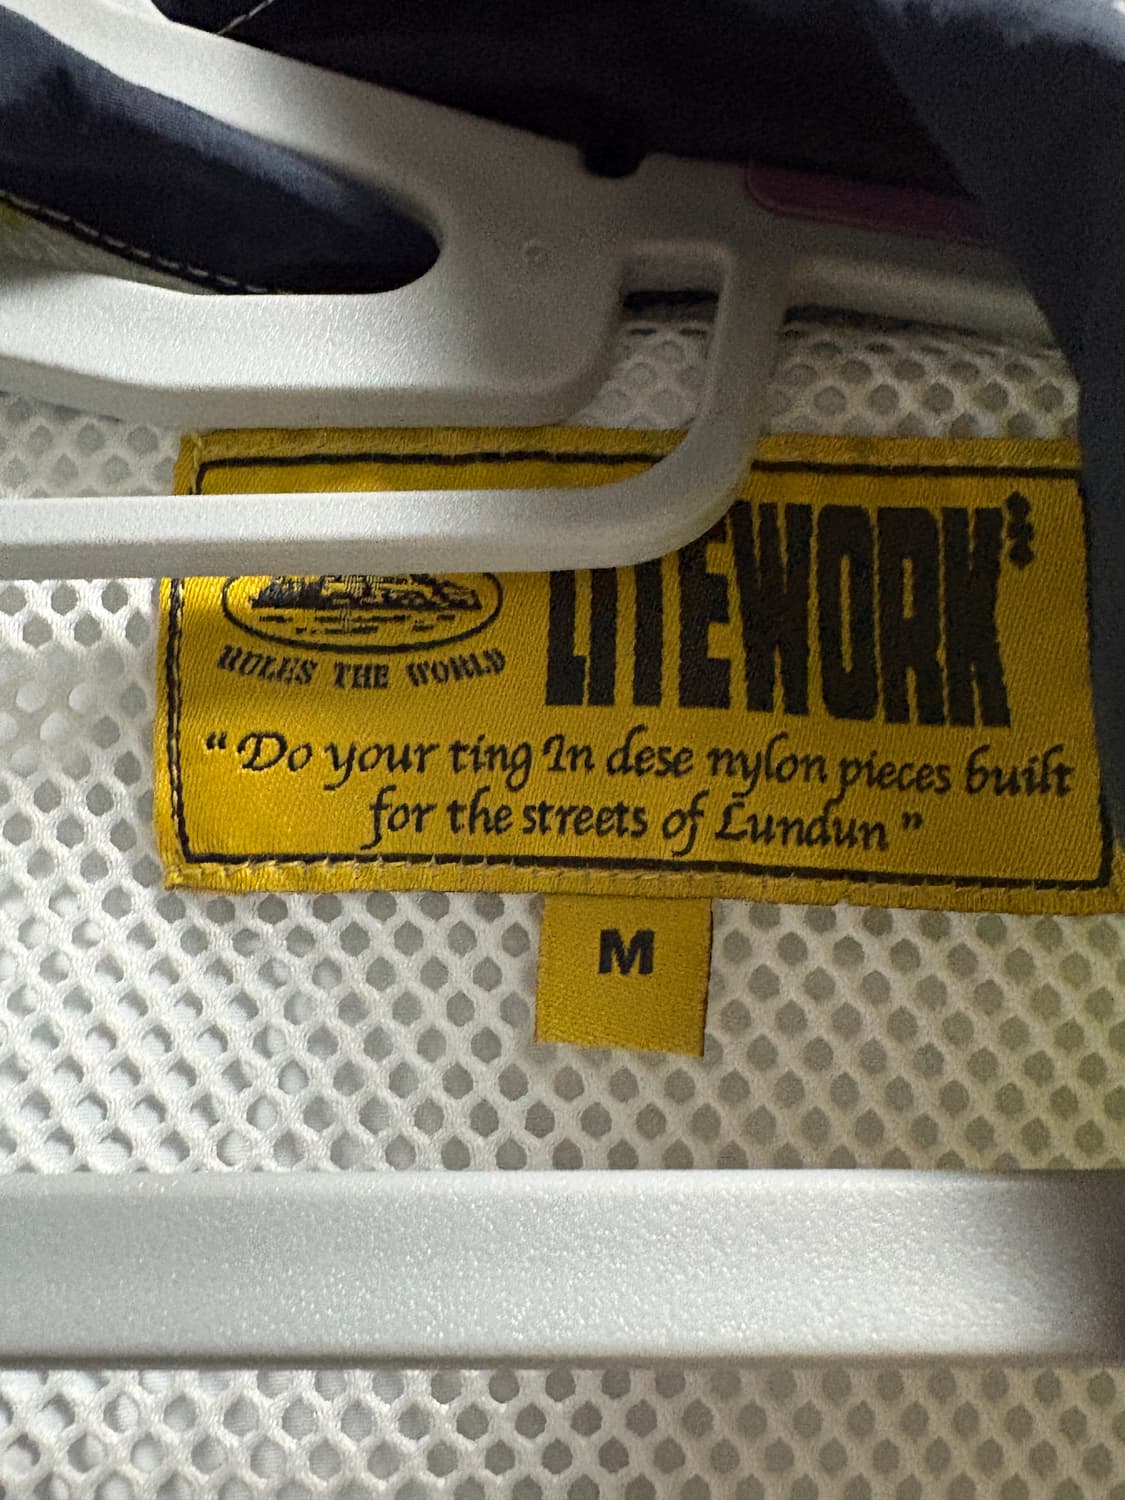 LITEWORK
RULES THE WORLD
“Do your ting In dese nylon pieces built
for the streets of Lundun”
M